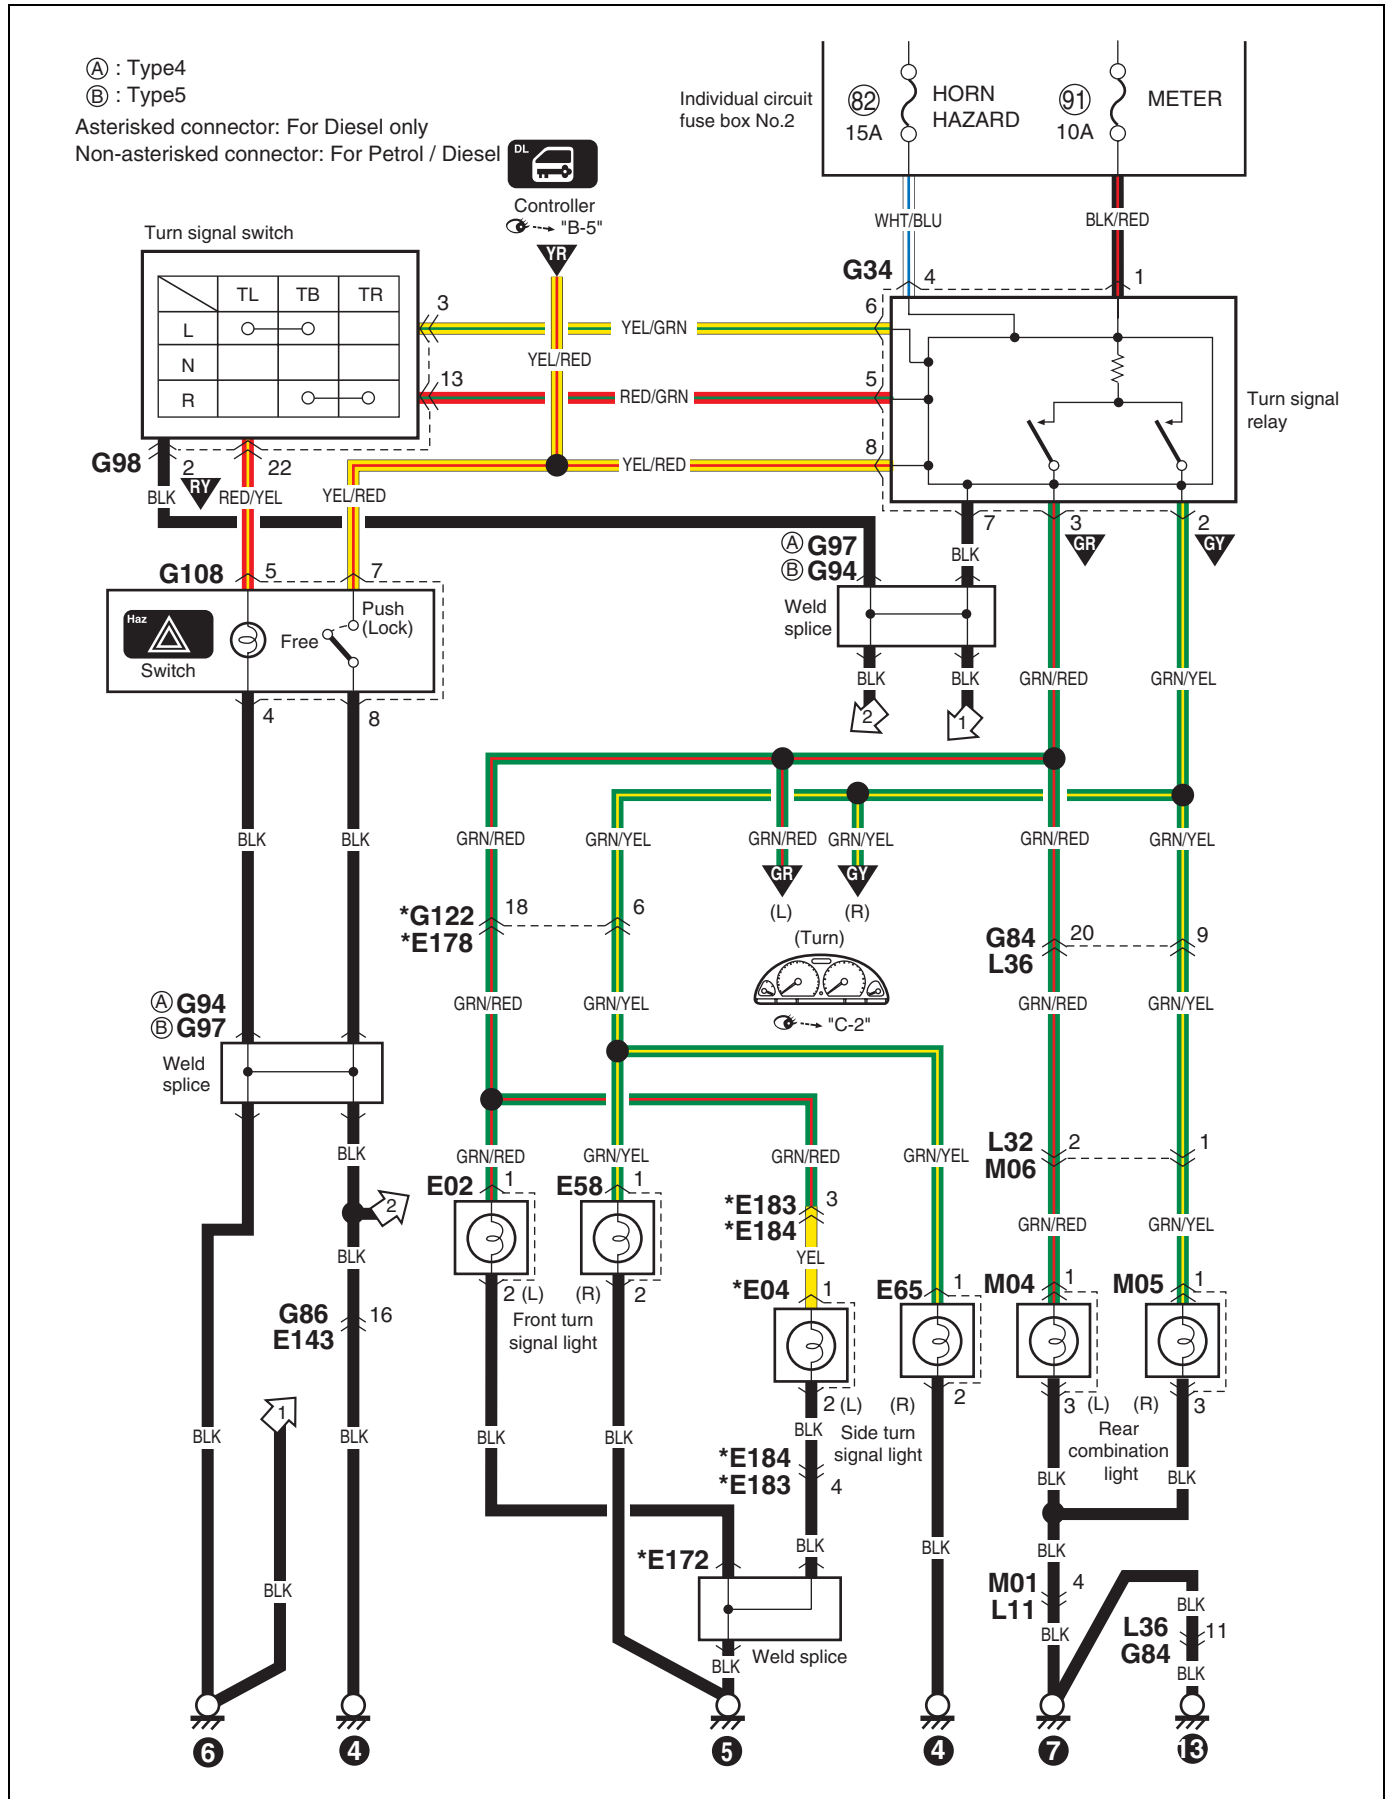 Ⓐ : Type4
Ⓑ : Type5
Asterisked connector: For Diesel only
Non-asterisked connector: For Petrol / Diesel
DL
Controller
"B-5"
YR
Individual circuit
fuse box No.2
82
15A
HORN
HAZARD
91
10A
METER
WHT/BLU
BLK/RED
Turn signal switch
TL TB TR
L
N
R
3
YEL/GRN
6
G34
4
1
YEL/RED
13
RED/GRN
5
8
YEL/RED
Turn signal
relay
G98
2
22
BLK
RY
RED/YEL
YEL/RED
7
3
2
GR
GY
BLK
Ⓐ G97
Ⓑ G94
Weld
splice
G108
5
7
Haz
Switch
Free
Push
(Lock)
4
8
BLK
BLK
2
1
GRN/RED
GRN/YEL
BLK
BLK
GRN/RED
GRN/YEL
GRN/RED
GRN/YEL
GRN/RED
GRN/YEL
GR
GY
(L)
(R)
(Turn)
"C-2"
*G122
*E178
18
6
G84
L36
20
9
GRN/RED
GRN/YEL
GRN/RED
GRN/YEL
Ⓐ G94
Ⓑ G97
Weld
splice
BLK
2
BLK
G86
E143
16
GRN/RED
GRN/YEL
GRN/RED
GRN/YEL
L32
M06
2
1
E02
1
E58
1
*E183
*E184
3
YEL
GRN/RED
GRN/YEL
2 (L)
(R) 2
Front turn
signal light
*E04
1
E65
1
M04
1
M05
1
2 (L)
(R) 2
Side turn
signal light
3 (L)
(R) 3
Rear
combination
light
1
BLK
BLK
BLK
BLK
BLK
*E184
*E183
4
BLK
BLK
BLK
BLK
BLK
BLK
*E172
Weld splice
BLK
BLK
M01
L11
4
BLK
BLK
L36
G84
11
BLK
6
4
5
4
7
13